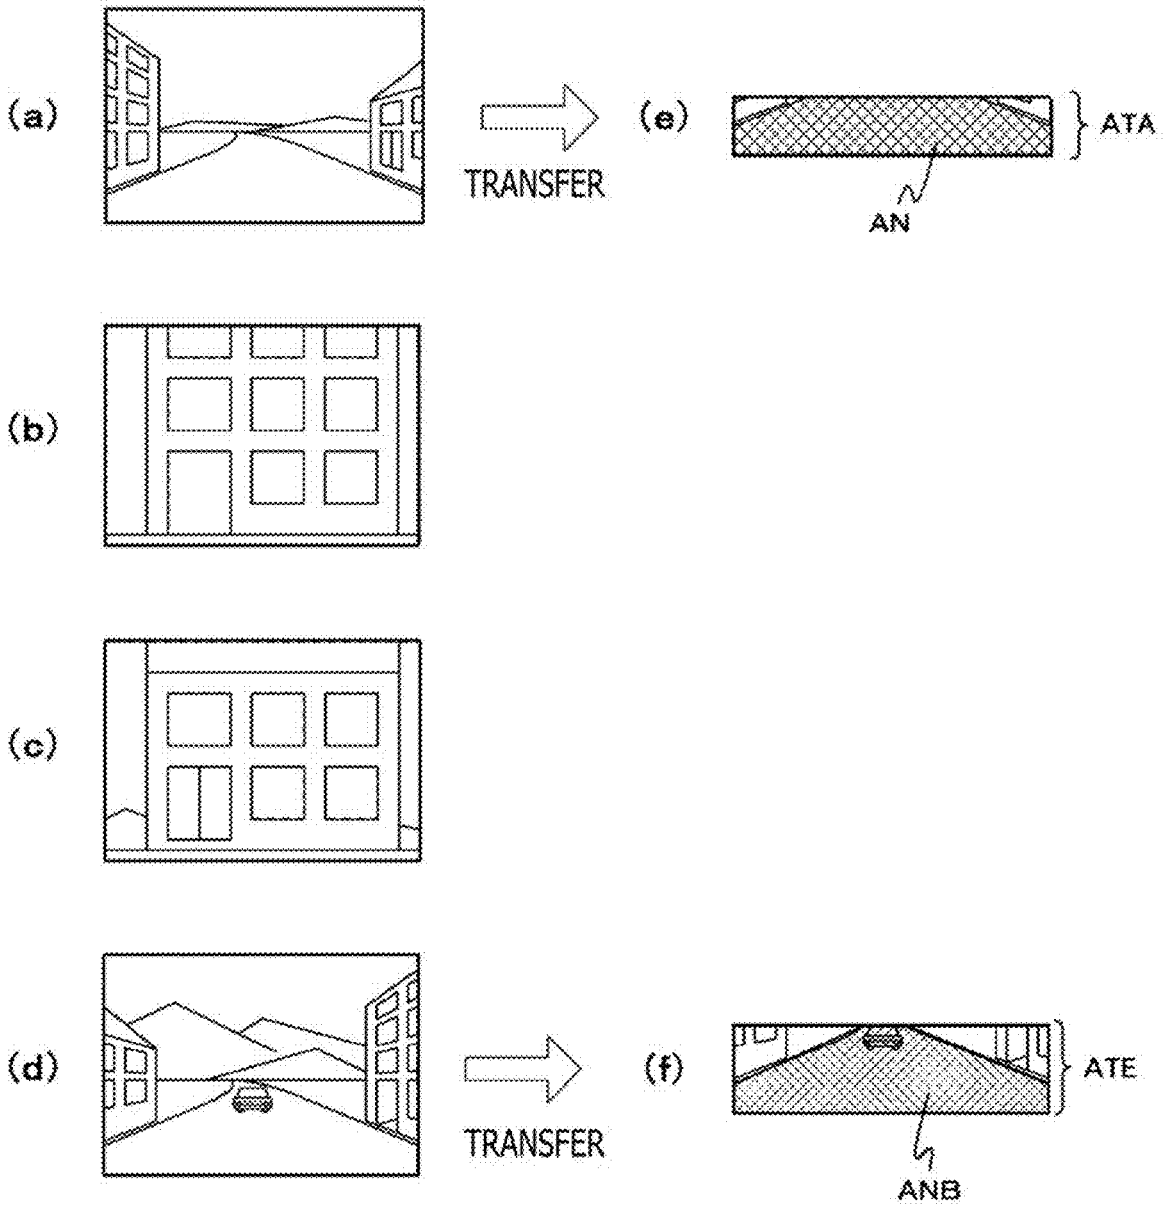 (a)
TRANSFER
(e)
ATA
AN
(b)
(c)
(d)
TRANSFER
(f)
ATE
ANB